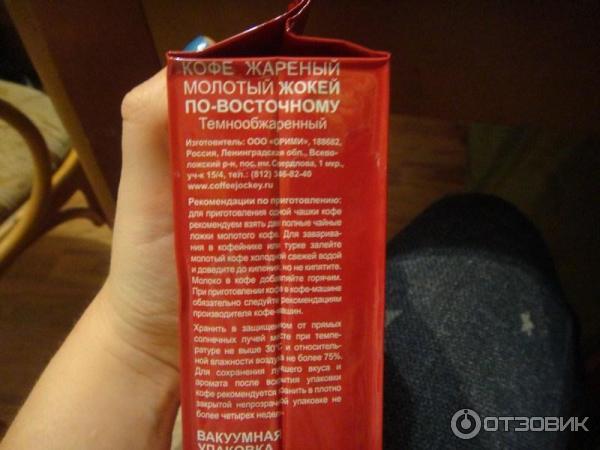 КОФЕ ЖАРЕНЫЙ
МОЛОТЫЙ ЖОКЕЙ
ПО-ВОСТОЧНОМУ
Темнообжаренный
Изготовитель: ООО «ОРИМИ», 188682,
Россия, Ленинградская обл., Всево-
ложский р-н, пос. им. Свердлова, 1 мкр.,
уч-к 15/4, тел.: (812) 346-82-40
www.coffeejockey.ru
Рекомендации по приготовлению:
для приготовления одной чашки кофе
рекомендуем взять две полные чайные
ложки молотого кофе. Для заварива-
ния в кофейнике или турке залейте
молотый кофе холодной свежей водой
и доведите до кипения, но не кипятите.
Молоко в кофе добавляйте горячим.
При приготовлении кофе в кофе-машине
обязательно следуйте рекомендациям
производителя кофе-машин.
Хранить в защищенном от прямых
солнечных лучей месте при темпе-
ратуре не выше 30°С и относитель-
ной влажности воздуха не более 75%.
Для сохранения лучшего вкуса и
аромата после вскрытия упаковки
кофе рекомендуется хранить в плотно
закрытой непрозрачной упаковке не
более четырех недель.
ВАКУУМНАЯ
УПАКОВКА
ОТЗОВИК